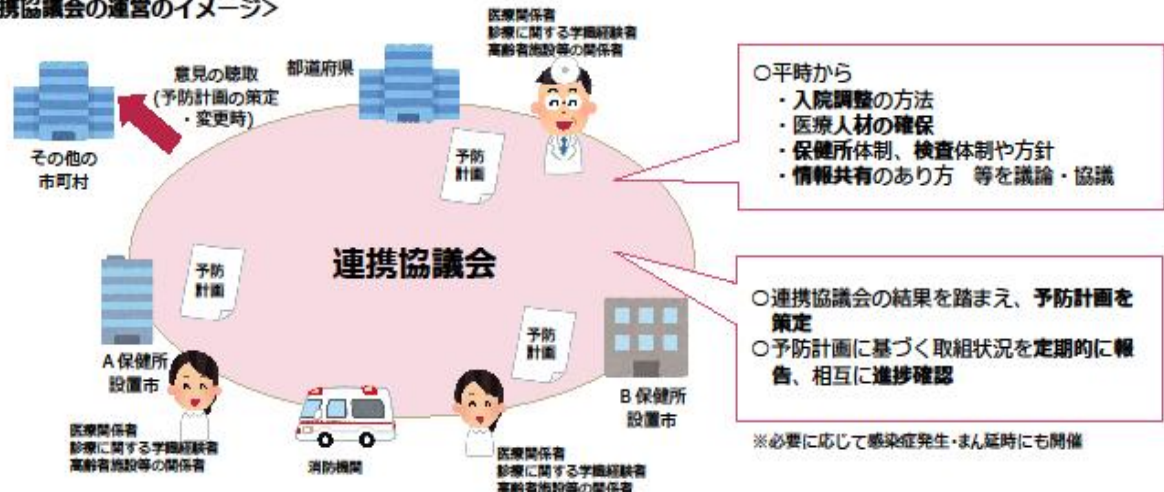 携協議会の運営のイメージ＞
医療関係者
診療に関する学識経験者
高齢者施設等の関係者
都道府県
意見の聴取
(予防計画の策定
・変更時)
その他の
市町村
予防
計画
○平時から
・入院調整の方法
・医療人材の確保
・保健所体制、検査体制や方針
・情報共有のあり方　等を議論・協議
連携協議会
予防
計画
予防
計画
○連携協議会の結果を踏まえ、予防計画を
策定
○予防計画に基づく取組状況を定期的に報
告、相互に進捗確認
※必要に応じて感染症発生・まん延時にも開催
A 保健所
設置市
B 保健所
設置市
医療関係者
診療に関する学識経験者
高齢者施設等の関係者
消防機関
医療関係者
診療に関する学識経験者
高齢者施設等の関係者